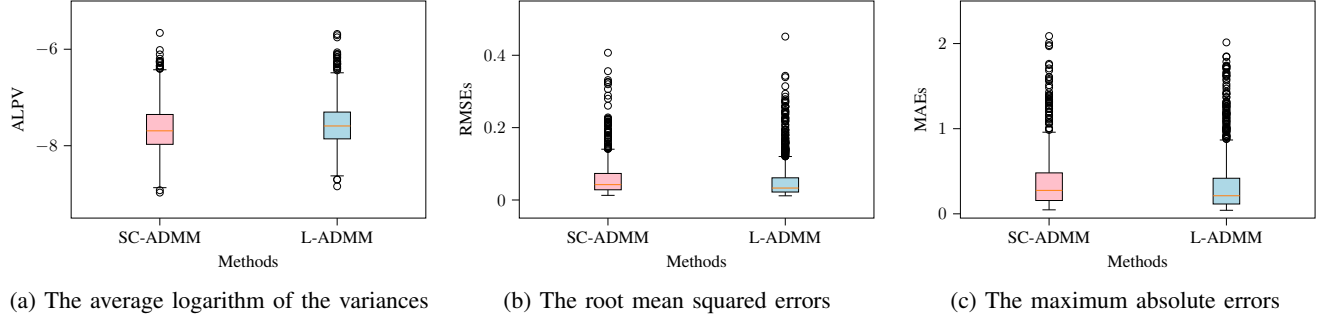 ALPV
−6
−8
SC-ADMM L-ADMM
Methods
(a) The average logarithm of the variances
RMSEs
0.4
0.2
0
SC-ADMM L-ADMM
Methods
(b) The root mean squared errors
MAEs
2
1
0
SC-ADMM L-ADMM
Methods
(c) The maximum absolute errors